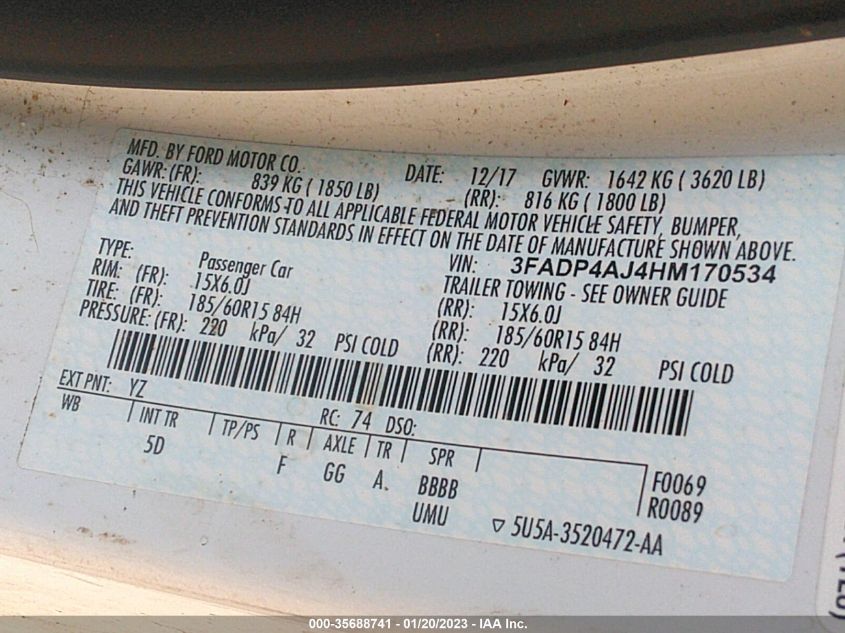 MFD. BY FORD MOTOR CO. DATE: 12/17 GVWR: 1642 KG ( 3620 LB)
GAWR: (FR): 839 KG ( 1850 LB) (RR): 816 KG ( 1800 LB)
THIS VEHICLE CONFORMS TO ALL APPLICABLE FEDERAL MOTOR VEHICLE SAFETY, BUMPER,
AND THEFT PREVENTION STANDARDS IN EFFECT ON THE DATE OF MANUFACTURE SHOWN ABOVE.
VIN: 3FADP4AJ4HM170534
TYPE: Passenger Car TRAILER TOWING - SEE OWNER GUIDE
RIM: (FR): 15X6.0J (RR): 15X6.0J
TIRE: (FR): 185/60R15 84H (RR): 185/60R15 84H
PRESSURE: (FR): 220 kPa/ 32 PSI COLD (RR): 220 kPa/ 32 PSI COLD
EXT PNT: YZ RC: 74 DSO:
WB INT TR TP/PS R AXLE TR SPR
5D F GG A BBBB F0069
UMU R0089
5U5A-3520472-AA
000-35688741 - 01/20/2023 - IAA Inc.